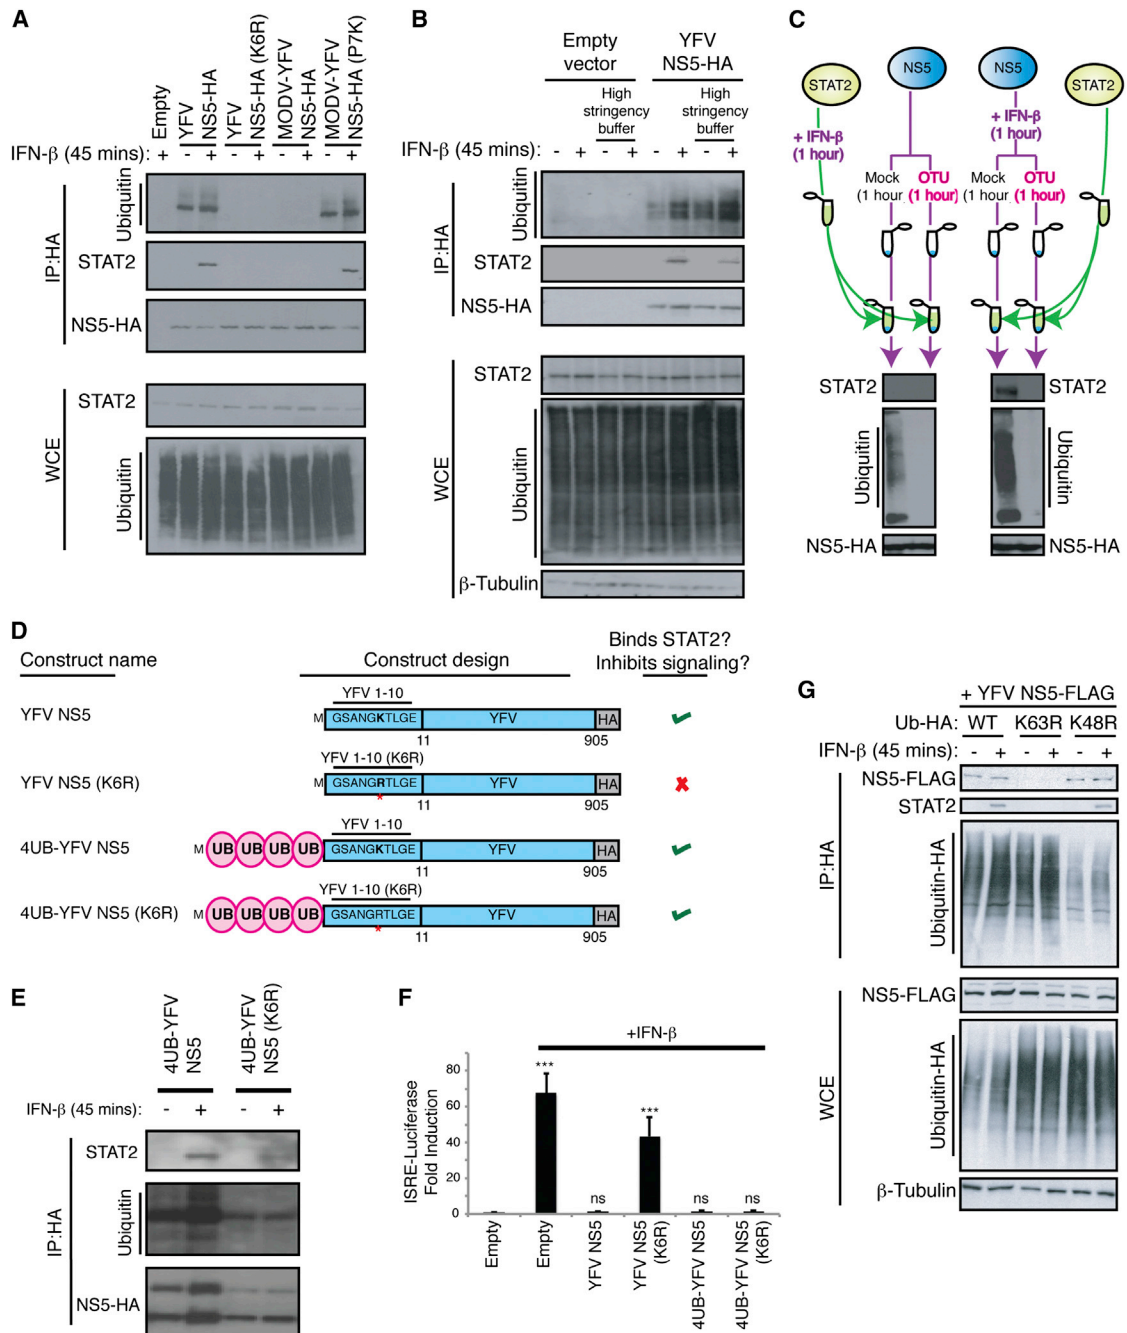 A
Empty
YFV
NS5-HA
YFV
NS5-HA (K6R)
MODV-YFV
NS5-HA
MODV-YFV
NS5-HA (P7K)
IFN-β (45 mins): + - + - + - + - +
IP:HA
Ubiquitin
STAT2
NS5-HA
WCE
STAT2
Ubiquitin
B
Empty
vector
YFV
NS5-HA
High
stringency
buffer
High
stringency
buffer
IFN-β (45 mins): - + - + - + - +
IP:HA
Ubiquitin
STAT2
NS5-HA
WCE
STAT2
Ubiquitin
β-Tubulin
C
STAT2
NS5
NS5
STAT2
+ IFN-β
(1 hour)
+ IFN-β
(1 hour)
Mock
(1 hour
OTU
(1 hour)
Mock
(1 hour
OTU
(1 hour)
STAT2
STAT2
Ubiquitin
Ubiquitin
NS5-HA
NS5-HA
D
Construct name
Construct design
Binds STAT2?
Inhibits signaling?
YFV NS5
YFV 1-10
M GSANGKTLGE YFV HA
11 905
YFV NS5 (K6R)
YFV 1-10 (K6R)
M GSANGRTLGE YFV HA
11 905
4UB-YFV NS5
YFV 1-10
M UB UB UB UB GSANGKTLGE YFV HA
11 905
4UB-YFV NS5 (K6R)
YFV 1-10 (K6R)
M UB UB UB UB GSANGRTLGE YFV HA
11 905
E
4UB-YFV
NS5
4UB-YFV
NS5 (K6R)
IFN-β (45 mins): - + - +
IP:HA
STAT2
Ubiquitin
NS5-HA
F
+IFN-β
ISRE-Luciferase
Fold Induction
80
60
40
20
0
***
ns
***
ns
ns
Empty
Empty
YFV NS5
YFV NS5
(K6R)
4UB-YFV NS5
4UB-YFV NS5
(K6R)
G
+ YFV NS5-FLAG
Ub-HA: WT K63R K48R
IFN-β (45 mins): - + - + - +
IP:HA
NS5-FLAG
STAT2
Ubiquitin-HA
WCE
NS5-FLAG
Ubiquitin-HA
β-Tubulin